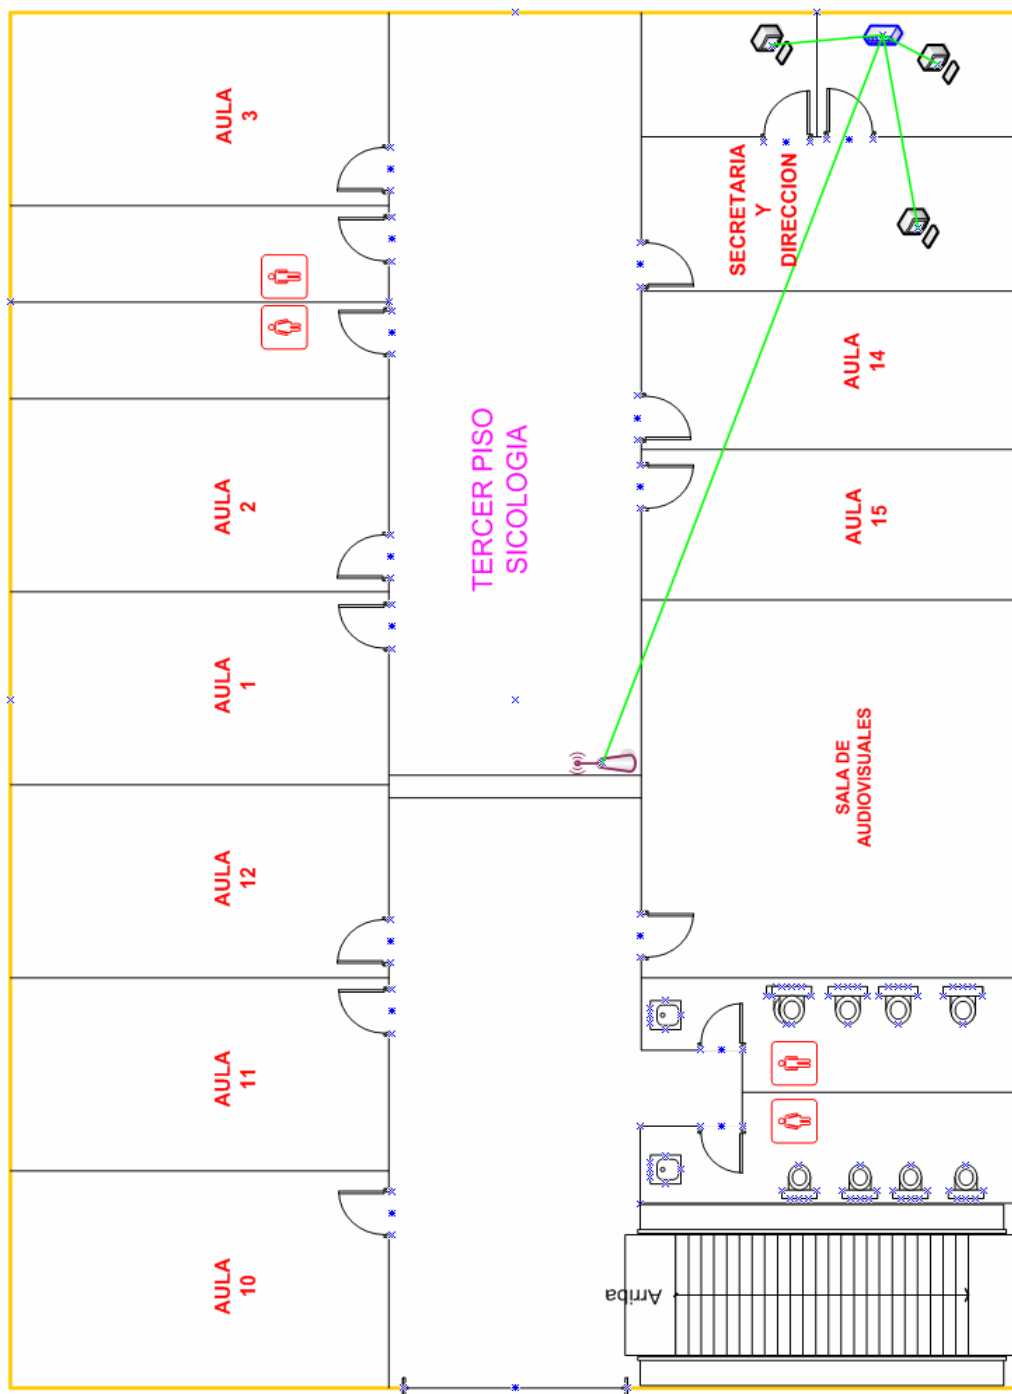 AULA
3
SECRETARIA
Y
DIRECCION
AULA
14
TERCER PISO
SICOLOGIA
AULA
2
AULA
15
AULA
1
SALA DE
AUDIOVISUALES
AULA
12
AULA
11
AULA
10
Arriba